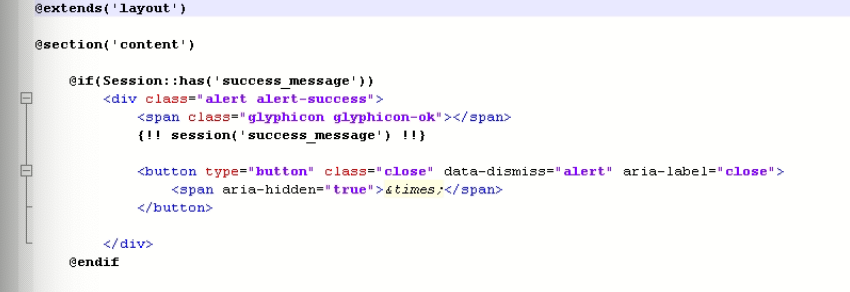 @extends('layout')
@section('content')
@if(Session::has('success_message'))
<div class="alert alert-success">
<span class="glyphicon glyphicon-ok"></span>
{!! session('success_message') !!}
<button type="button" class="close" data-dismiss="alert" aria-label="close">
<span aria-hidden="true">&times;</span>
</button>
</div>
@endif